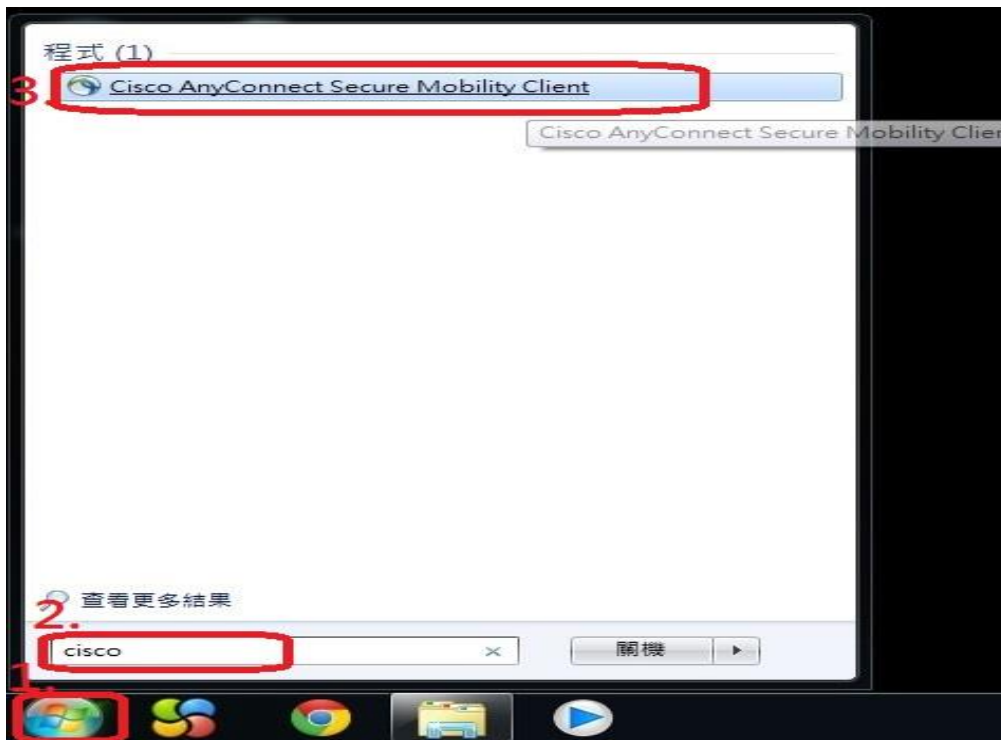 程式 (1)
3. Cisco AnyConnect Secure Mobility Client
Cisco AnyConnect Secure Mobility Clien
查看更多結果
2.
cisco
關機
1.